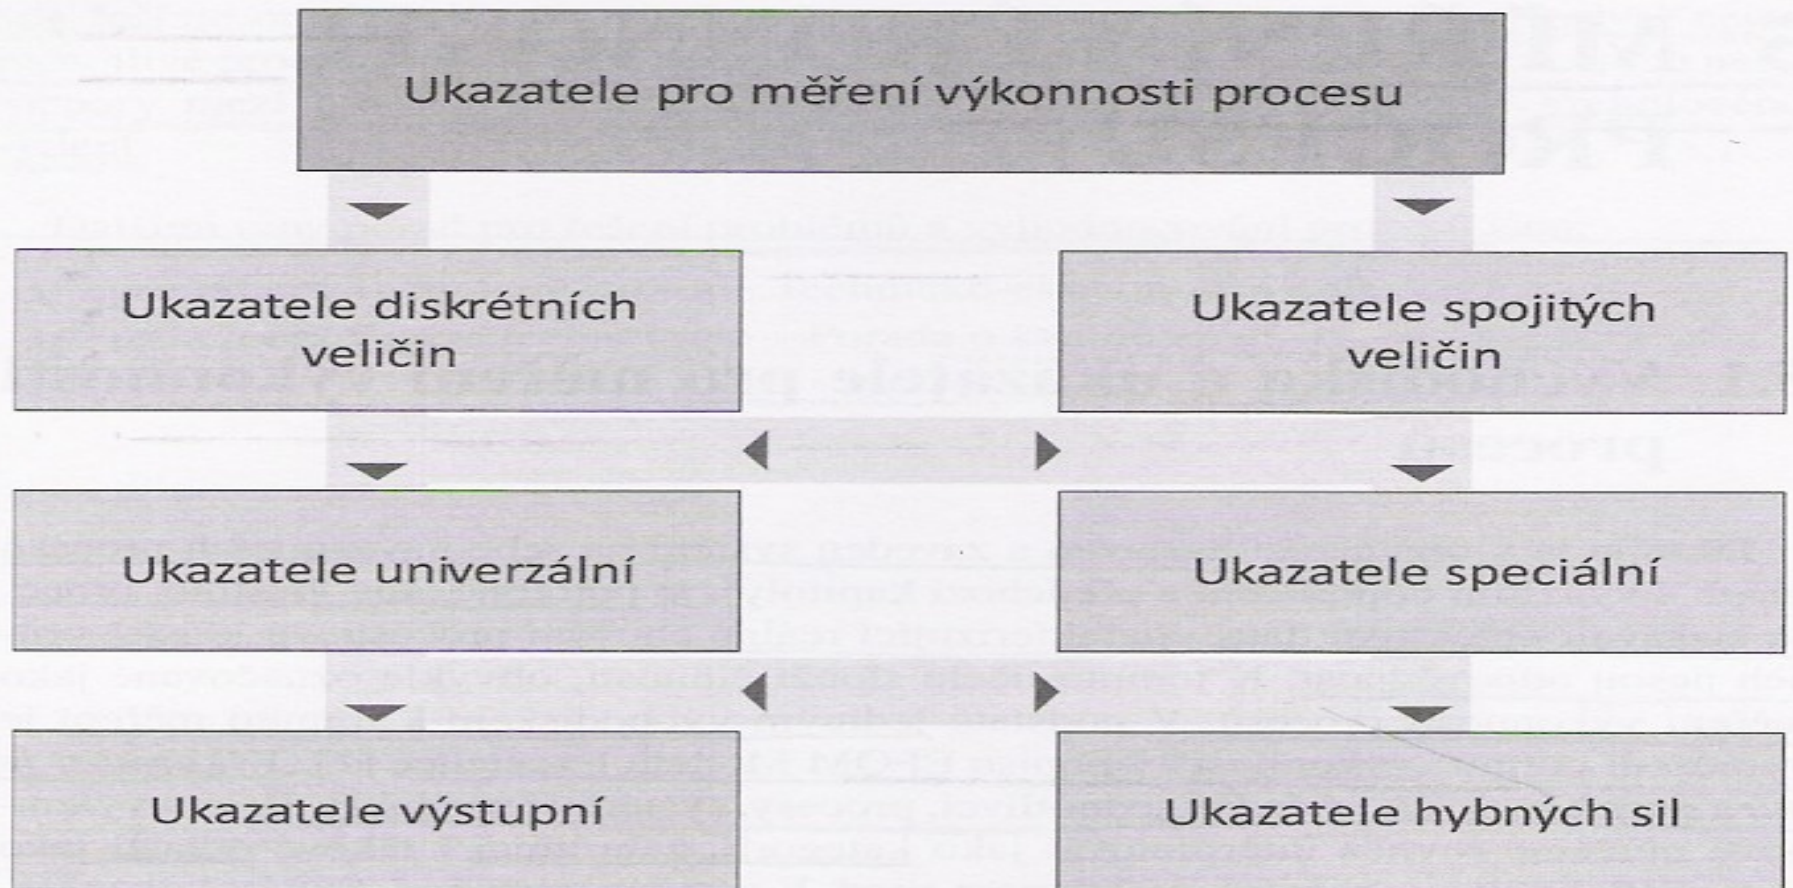 Ukazatele pro měření výkonnosti procesu
Ukazatele diskrétních
veličin
Ukazatele spojitých
veličin
Ukazatele univerzální
Ukazatele speciální
Ukazatele výstupní
Ukazatele hybných sil